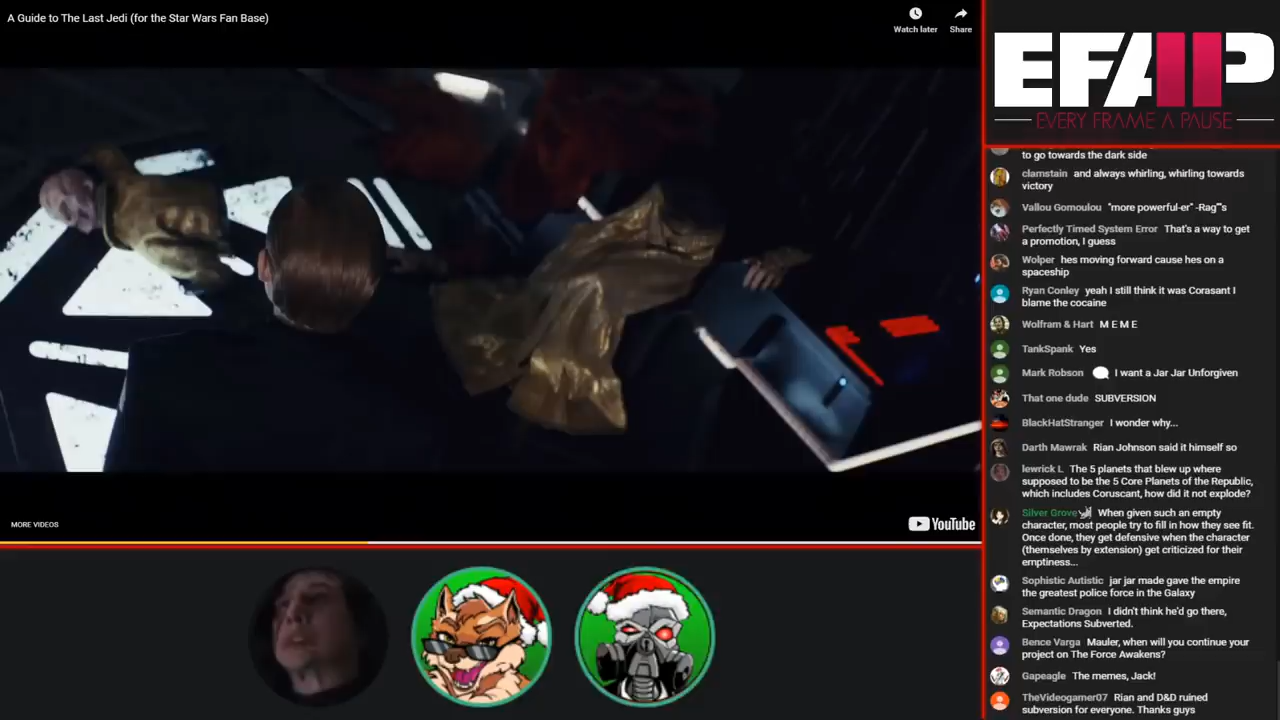 A Guide to The Last Jedi (for the Star Wars Fan Base)
Watch later
Share
MORE VIDEOS
YouTube
EFAP
EVERY FRAME A PAUSE
to go towards the dark side
clamstain and always whirling, whirling towards
victory
Vallou Gomoulou "more powerful-er" -Rag""s
Perfectly Timed System Error That's a way to get
a promotion, I guess
Wolper hes moving forward cause hes on a
spaceship
Ryan Conley yeah I still think it was Corasant I
blame the cocaine
Wolfram & Hart M E M E
TankSpank Yes
Mark Robson I want a Jar Jar Unforgiven
That one dude SUBVERSION
BlackHatStranger I wonder why...
Darth Mawrak Rian Johnson said it himself so
lewrick L The 5 planets that blew up where
supposed to be the 5 Core Planets of the Republic,
which includes Coruscant, how did it not explode?
Silver Grove When given such an empty
character, most people try to fill in how they see fit.
Once done, they get defensive when the character
(themselves by extension) get criticized for their
emptiness...
Sophistic Autistic jar jar made gave the empire
the greatest police force in the Galaxy
Semantic Dragon I didn't think he'd go there,
Expectations Subverted.
Bence Varga Mauler, when will you continue your
project on The Force Awakens?
Gapeagle The memes, Jack!
TheVideogamer07 Rian and D&D ruined
subversion for everyone. Thanks guys